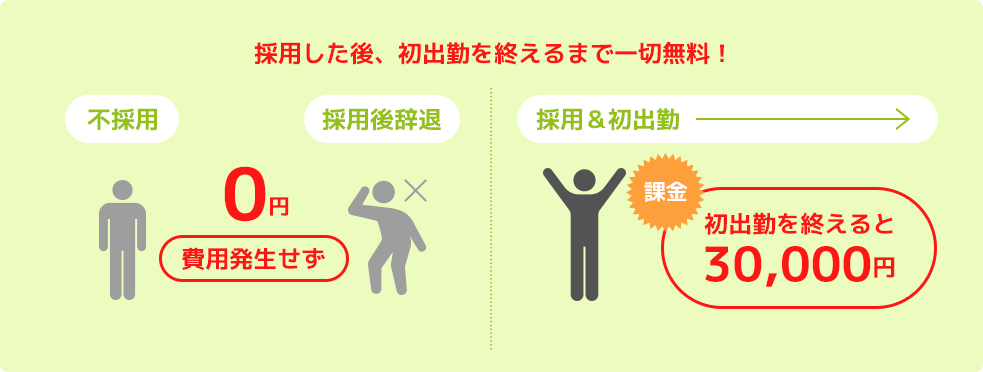 採用した後、初出勤を終えるまで一切無料！
不採用
採用後辞退
0円
費用発生せず
採用＆初出勤
課金
初出勤を終えると
30,000円